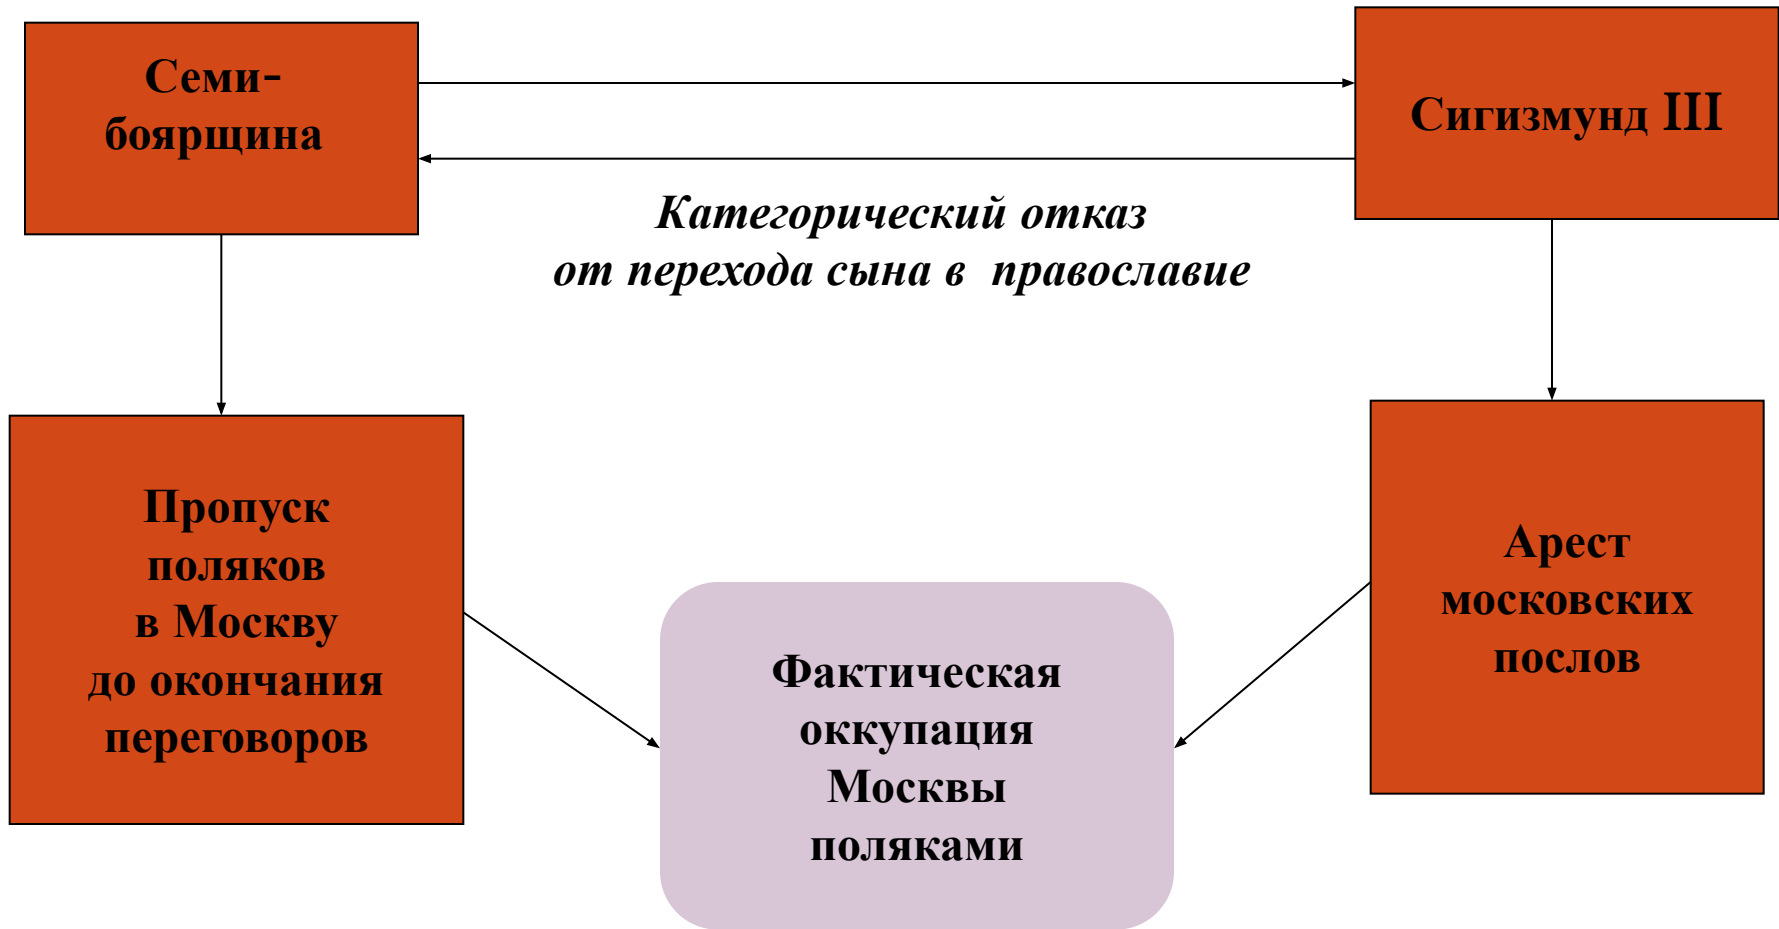 Семи-
боярщина
Сигизмунд III
Категорический отказ
от перехода сына в православие
Пропуск
поляков
в Москву
до окончания
переговоров
Фактическая
оккупация
Москвы
поляками
Арест
московских
послов